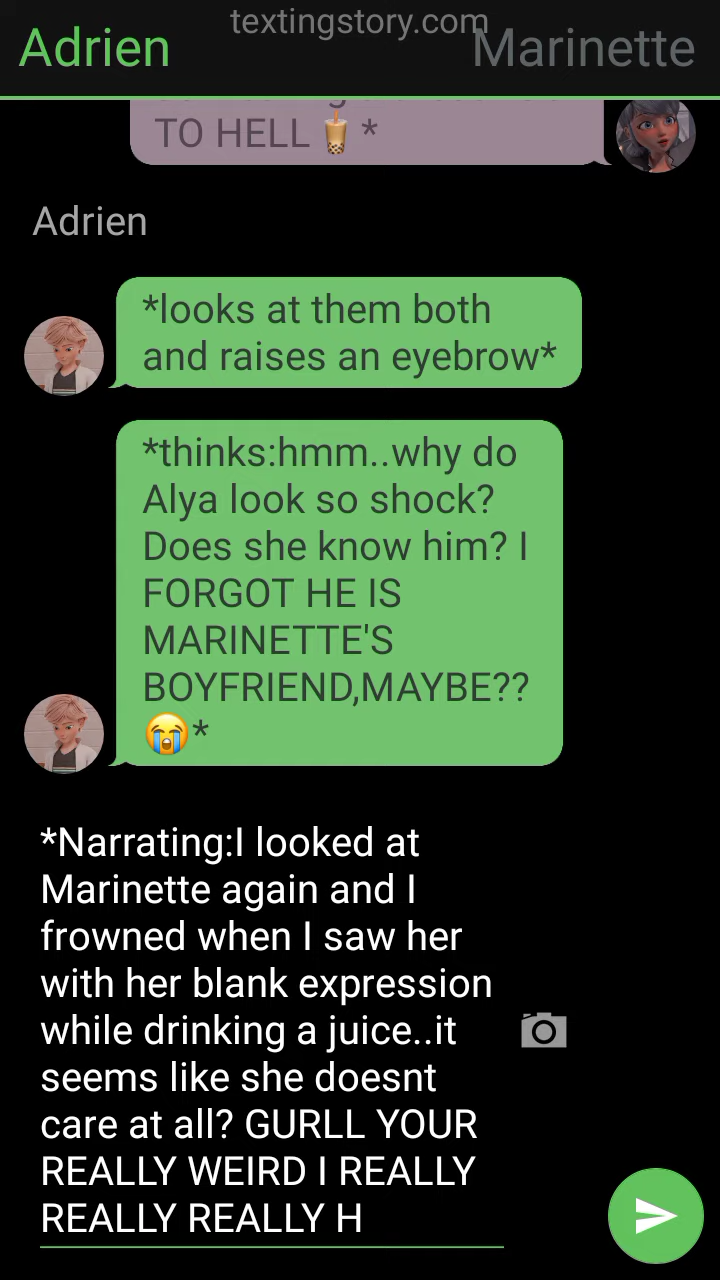 textingstory.com
Adrien
Marinette
TO HELL🧋*
Adrien
*looks at them both
and raises an eyebrow*
*thinks:hmm..why do
Alya look so shock?
Does she know him? I
FORGOT HE IS
MARINETTE'S
BOYFRIEND,MAYBE??
😭*
*Narrating:I looked at
Marinette again and I
frowned when I saw her
with her blank expression
while drinking a juice..it
seems like she doesnt
care at all? GURLL YOUR
REALLY WEIRD I REALLY
REALLY REALLY H